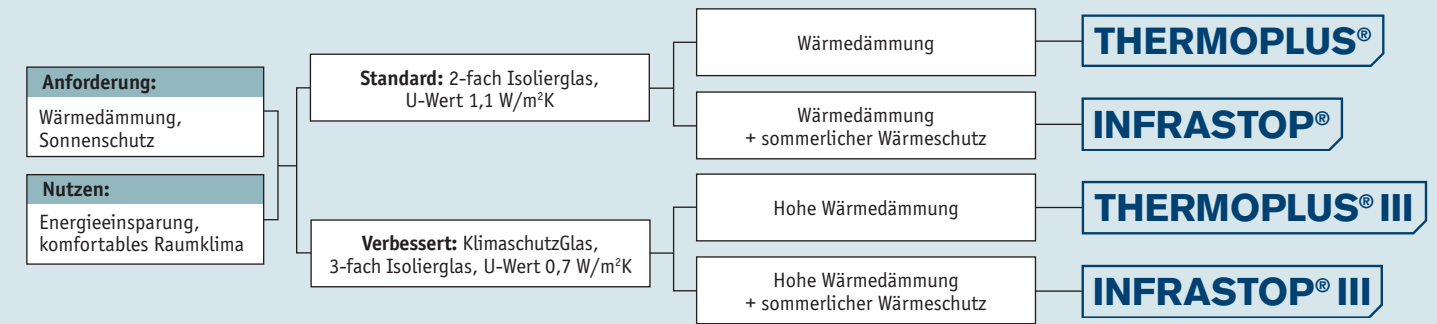 Anforderung:
Wärmedämmung,
Sonnenschutz
Nutzen:
Energieeinsparung,
komfortables Raumklima
Standard: 2-fach Isolierglas,
U-Wert 1,1 W/m²K
Verbessert: KlimaschutzGlas,
3-fach Isolierglas, U-Wert 0,7 W/m²K
Wärmedämmung
Wärmedämmung
+ sommerlicher Wärmeschutz
Hohe Wärmedämmung
Hohe Wärmedämmung
+ sommerlicher Wärmeschutz
THERMOPLUS®
INFRASTOP®
THERMOPLUS® III
INFRASTOP® III